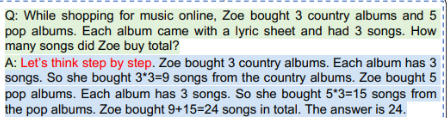 Q: While shopping for music online, Zoe bought 3 country albums and 5
pop albums. Each album came with a lyric sheet and had 3 songs. How
many songs did Zoe buy total?
A: Let's think step by step. Zoe bought 3 country albums. Each album has 3
songs. So she bought 3*3=9 songs from the country albums. Zoe bought 5
pop albums. Each album has 3 songs. So she bought 5*3=15 songs from
the pop albums. Zoe bought 9+15=24 songs in total. The answer is 24.